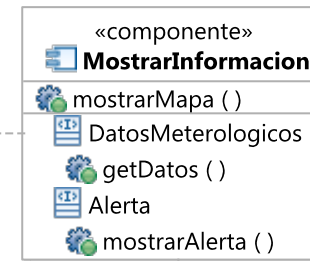 «componente»
MostrarInformacion
mostrarMapa ( )
DatosMeterologicos
getDatos ( )
Alerta
mostrarAlerta ( )